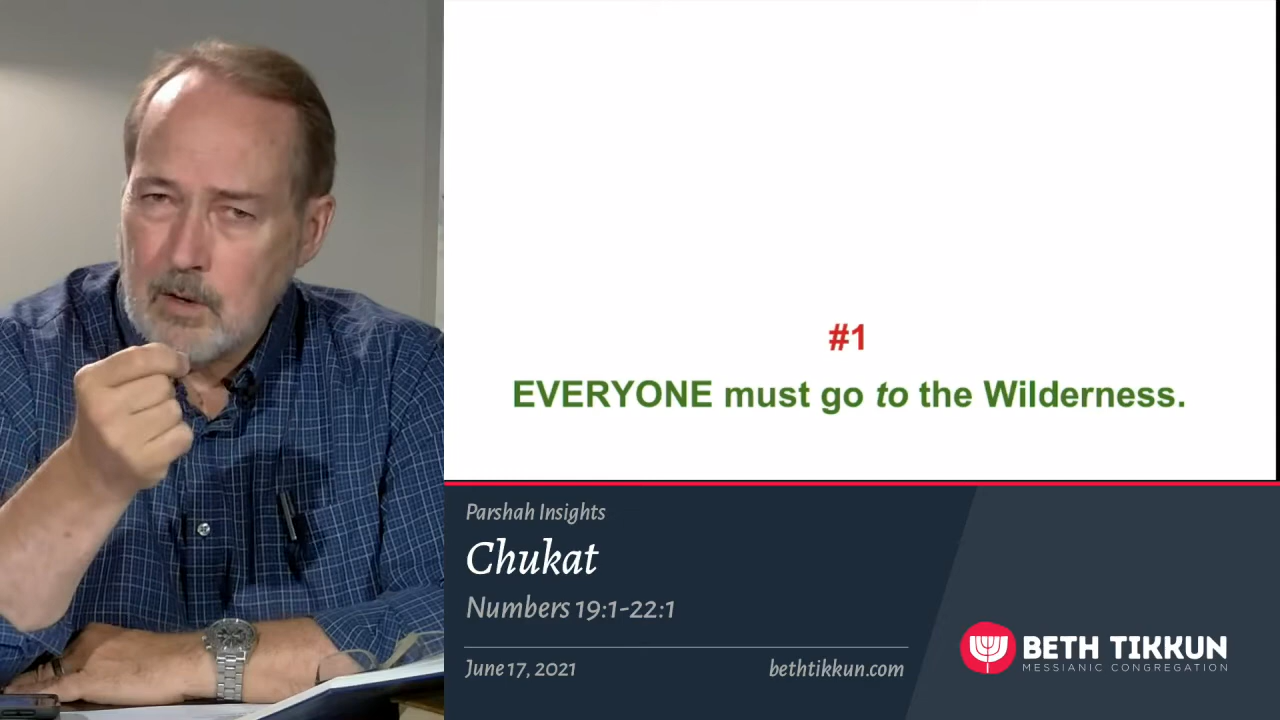 #1
EVERYONE must go to the Wilderness.
Parshah Insights
Chukat
Numbers 19:1-22:1
June 17, 2021
bethtikkun.com
BETH TIKKUN
MESSIANIC CONGREGATION